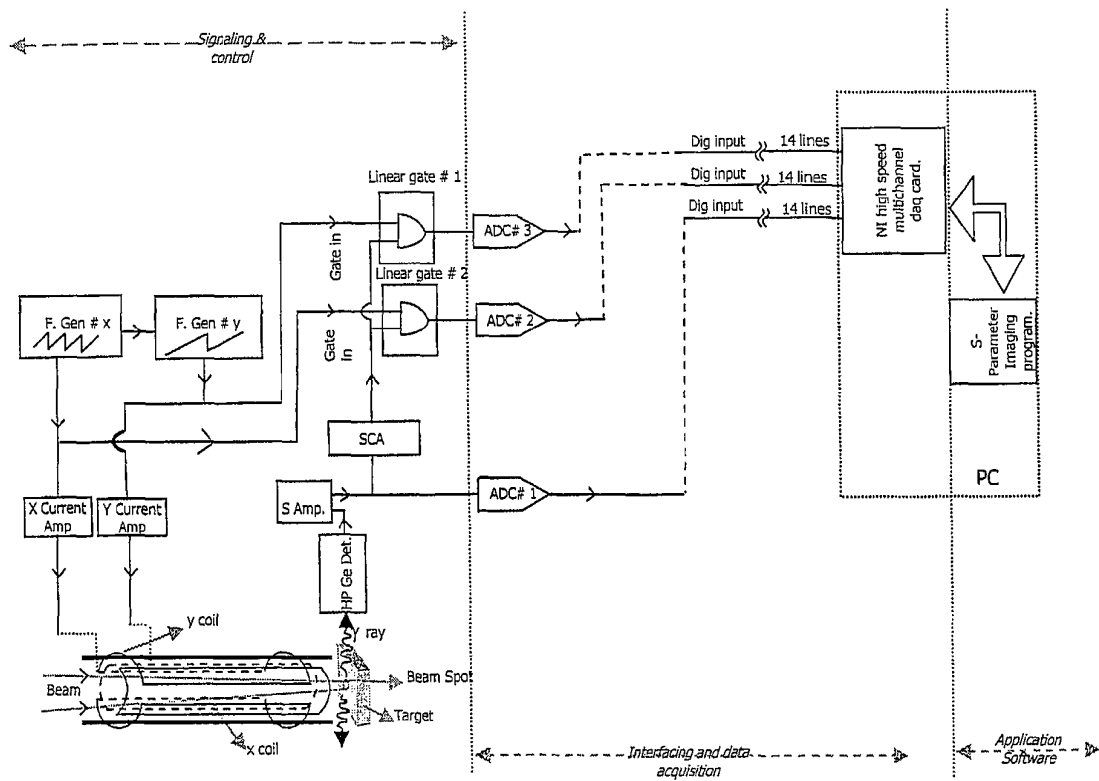 Signaling &
control
Dig input
14 lines
Dig input
14 lines
Dig input
14 lines
NI high speed
multichannel
daq card.
Linear gate # 1
Gate in
ADC# 3
Linear gate # 2
Gate
In
ADC# 2
F. Gen # x
F. Gen # y
S-
Parameter
Imaging
program.
SCA
PC
X Current
Amp
Y Current
Amp
S Amp.
ADC# 1
HP Ge Det.
y coil
γ ray
Beam
Beam Spot
Target
x coil
Interfacing and data
acquisition
Application
Software